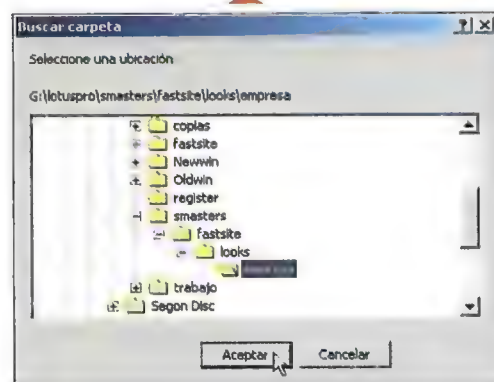 Buscar carpeta
Seleccione una ubicación
G:\lotuspro\smasters\fastsite\looks\empresa
copias
fastsite
Newwin
Oldwin
register
smasters
fastsite
looks
trabajo
Segon Disc
Aceptar
Cancelar